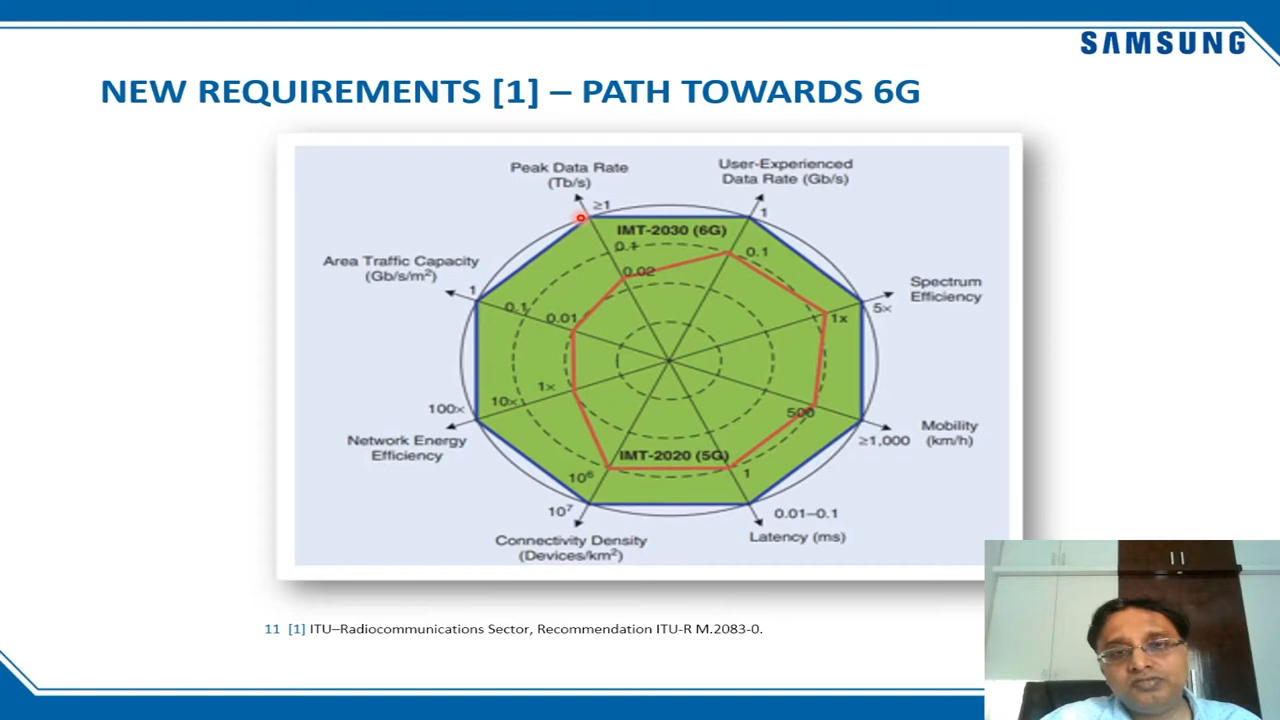 SAMSUNG
NEW REQUIREMENTS [1] – PATH TOWARDS 6G
Peak Data Rate
(Tb/s)
User-Experienced
Data Rate (Gb/s)
≥1
1
IMT-2030 (6G)
0.1
0.1
Area Traffic Capacity
(Gb/s/m²)
0.02
Spectrum
Efficiency
1
0.1
0.01
1x
5×
1×
10×
100×
500
Mobility
(km/h)
≥1,000
Network Energy
Efficiency
IMT-2020 (5G)
10⁶
1
10⁷
0.01–0.1
Connectivity Density
(Devices/km²)
Latency (ms)
11 [1] ITU–Radiocommunications Sector, Recommendation ITU-R M.2083-0.